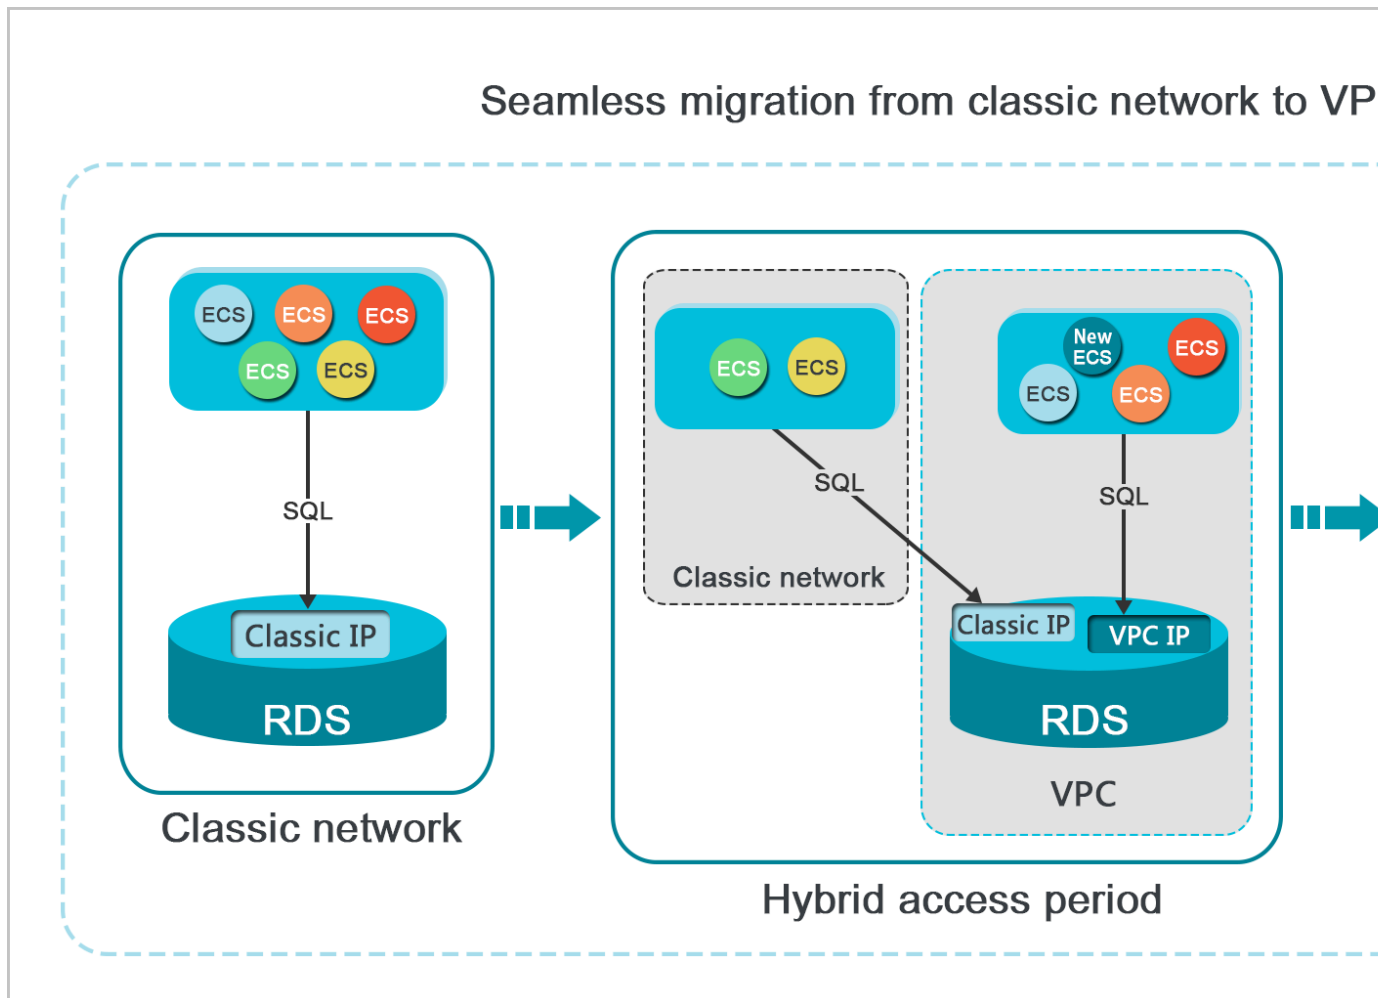 Seamless migration from classic network to VP
ECS
ECS
ECS
ECS
ECS
SQL
Classic IP
RDS
Classic network
ECS
ECS
SQL
Classic network
New
ECS
ECS
ECS
ECS
SQL
Classic IP
VPC IP
RDS
VPC
Hybrid access period